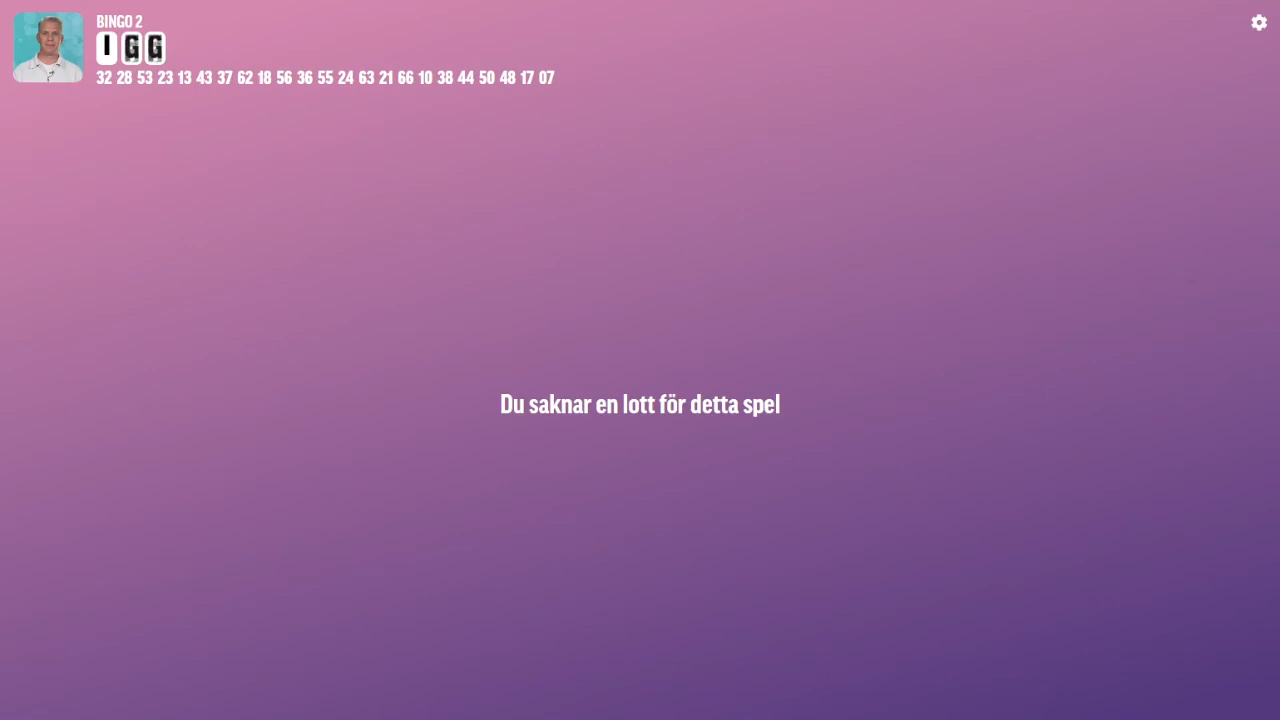 BINGO 2
I
32 28 53 23 13 43 37 62 18 56 36 55 24 63 21 66 10 38 44 50 48 17 07
Du saknar en lott för detta spel